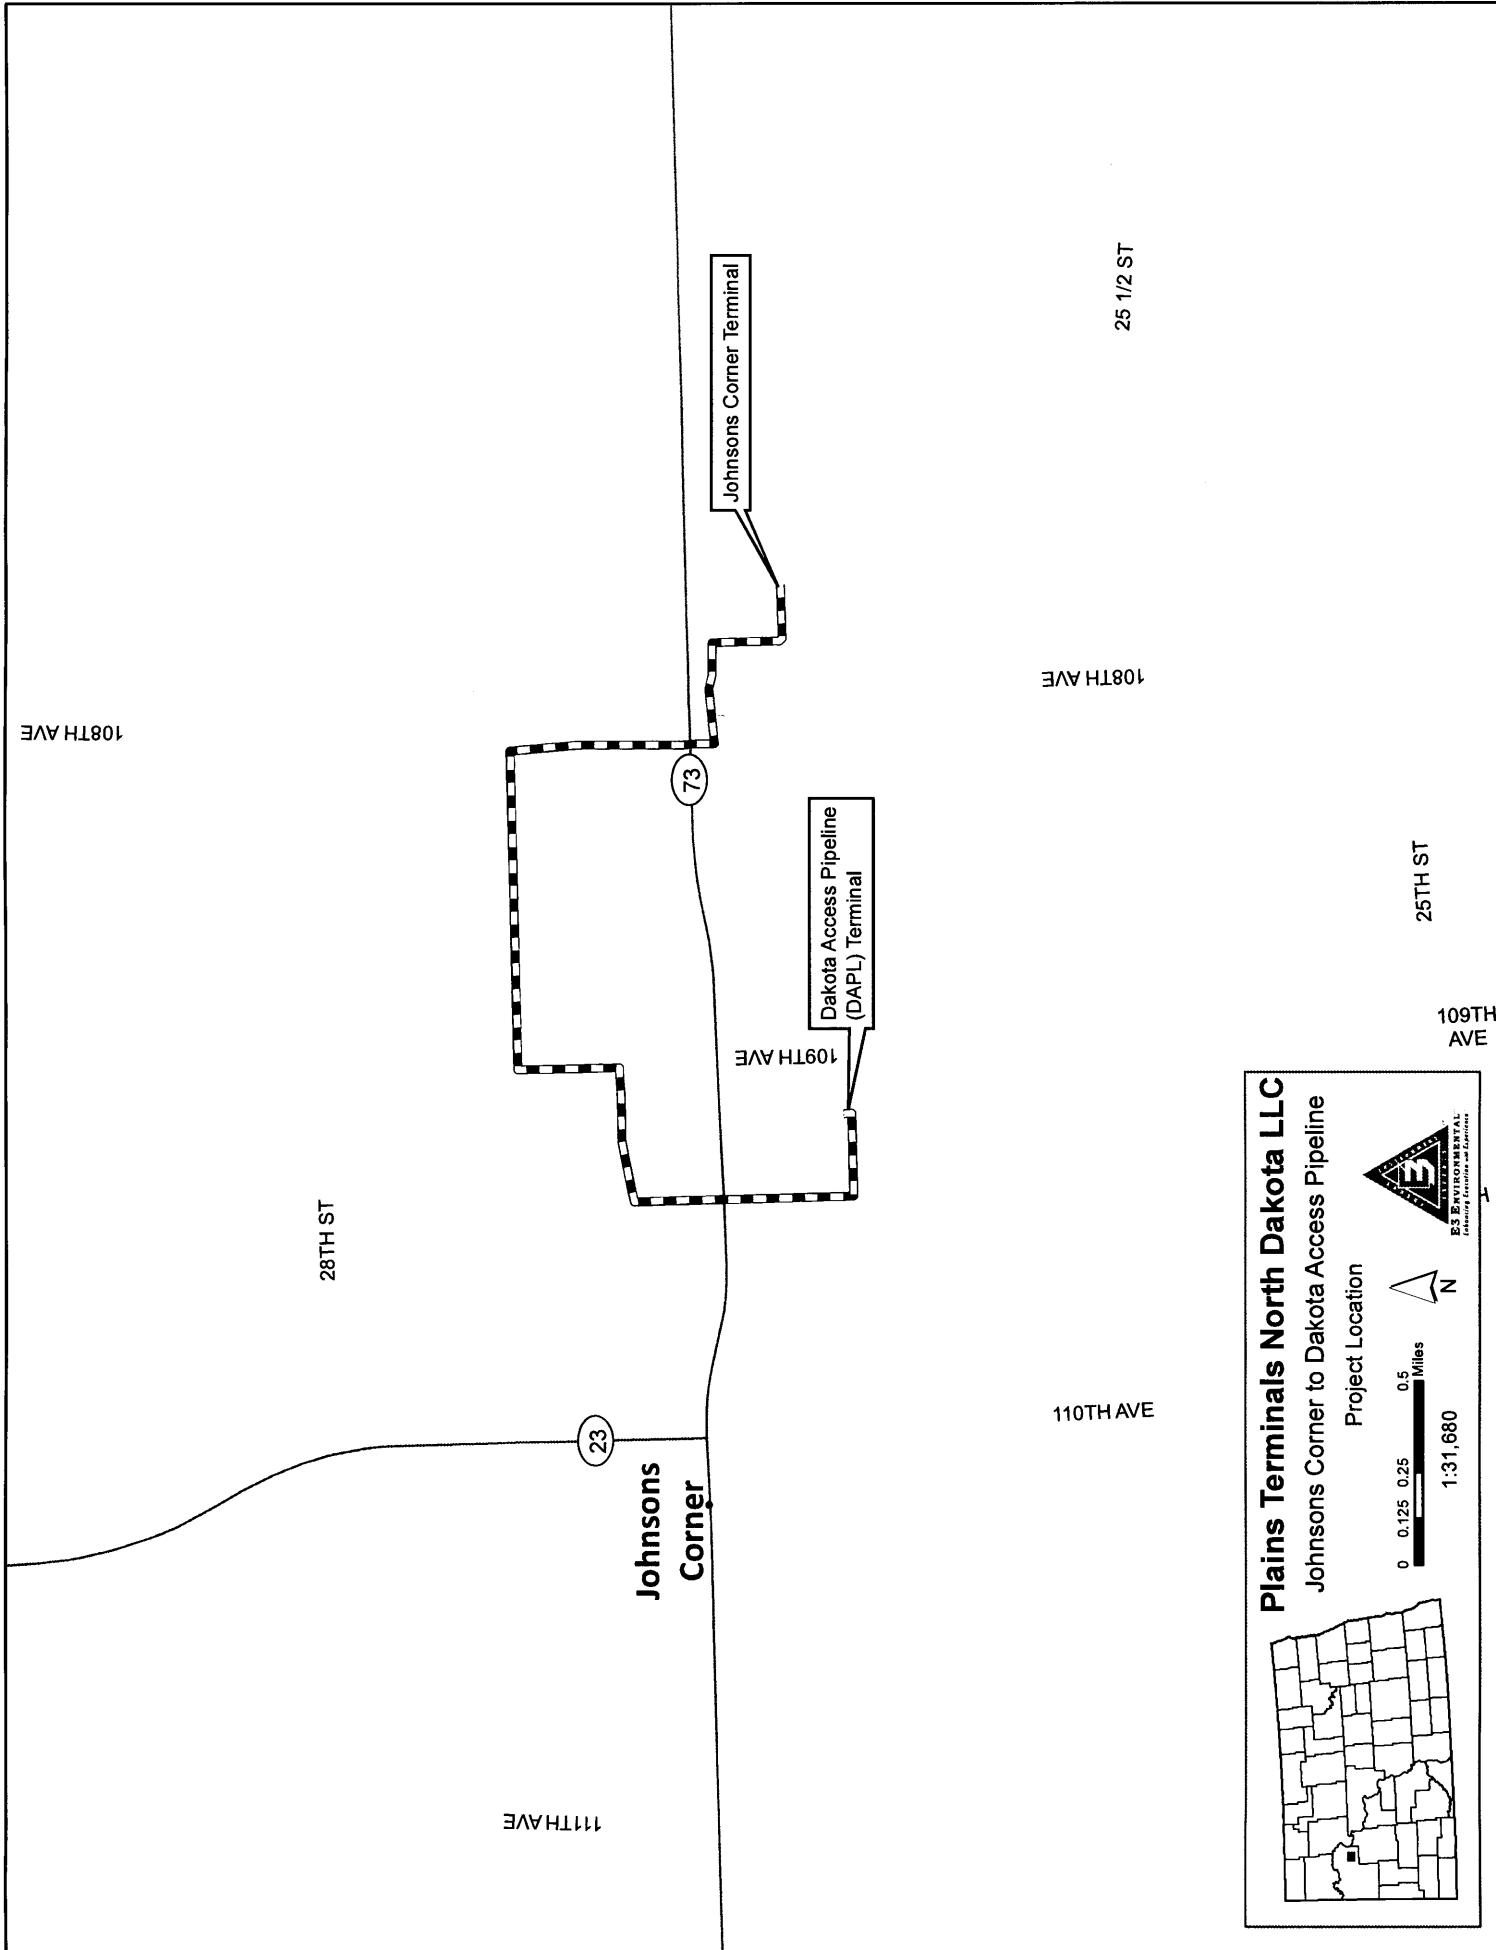 108TH AVE
28TH ST
23
Johnsons
Corner
111TH AVE
73
Johnsons Corner Terminal
109TH AVE
Dakota Access Pipeline
(DAPL) Terminal
108TH AVE
25 1/2 ST
110TH AVE
25TH ST
109TH
AVE
Plains Terminals North Dakota LLC
Johnsons Corner to Dakota Access Pipeline
Project Location
0 0.125 0.25 0.5
Miles
1:31,680
N
E3
E3 ENVIRONMENTAL